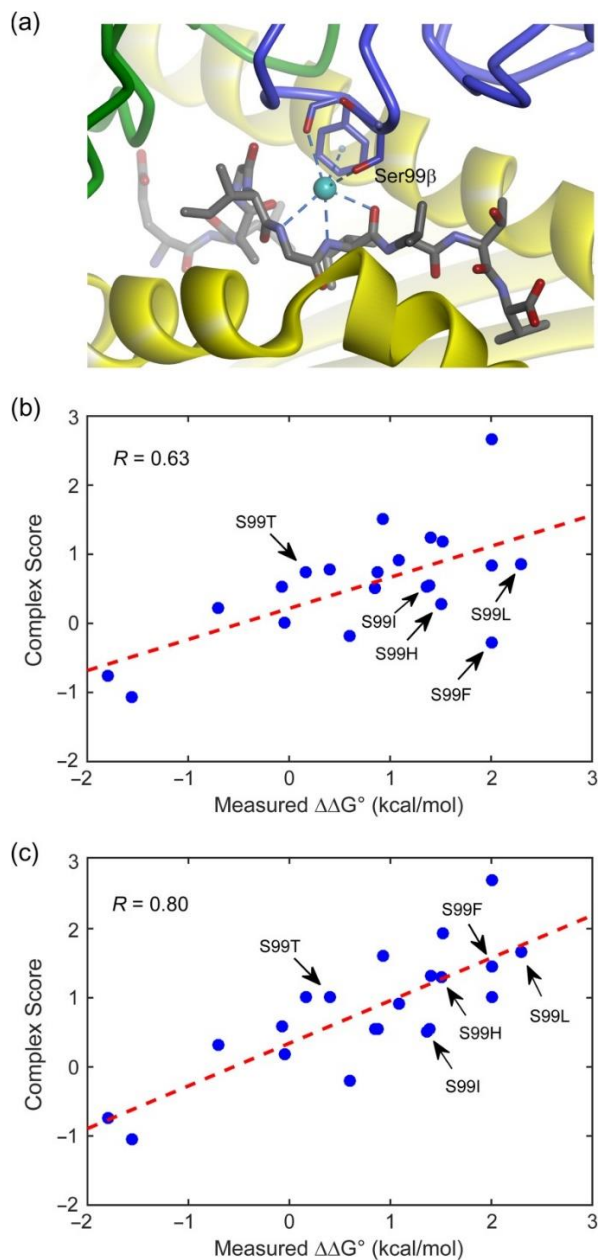 (a)
Ser99β
(b)
3
2
1
0
−1
−2
−2
−1
0
1
2
3
R = 0.63
S99T
S99I
S99H
S99L
S99F
Complex Score
Measured ΔΔG° (kcal/mol)
(c)
3
2
1
0
−1
−2
−2
−1
0
1
2
3
R = 0.80
S99T
S99F
S99H
S99L
S99I
Complex Score
Measured ΔΔG° (kcal/mol)